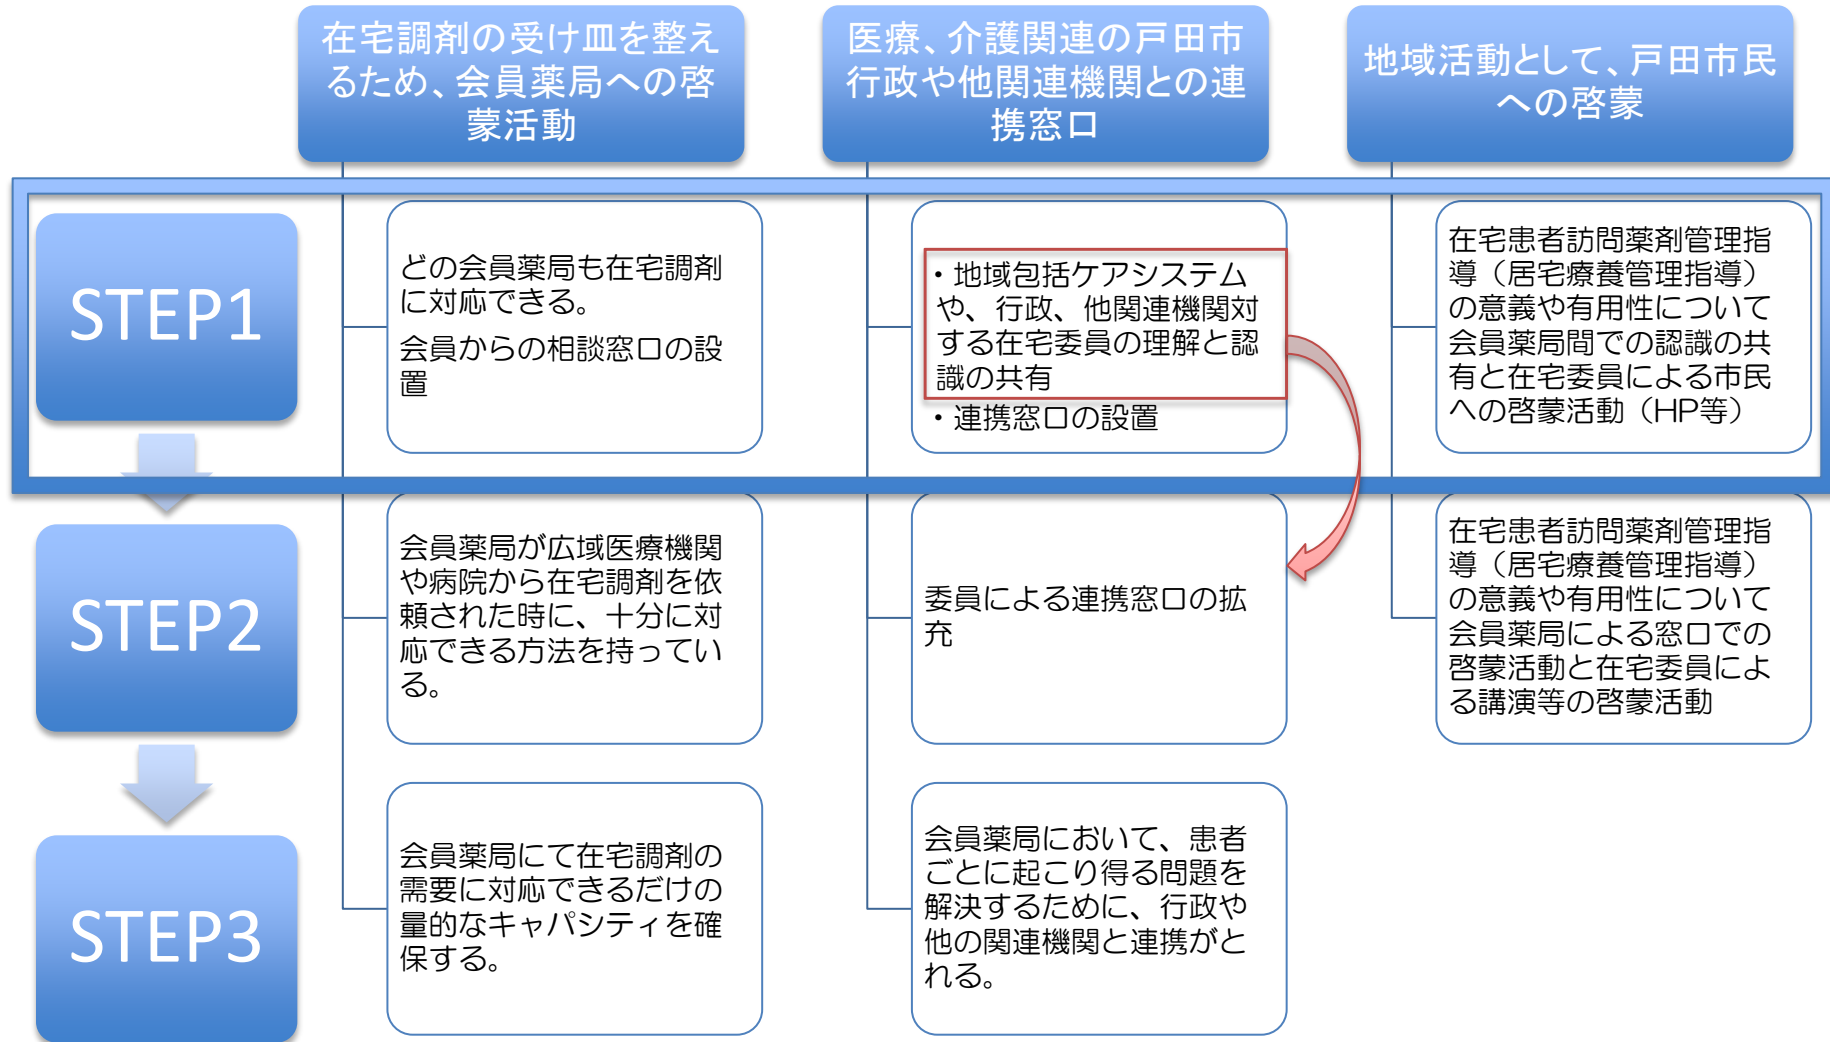 在宅調剤の受け皿を整え
るため、会員薬局への啓
蒙活動
医療、介護関連の戸田市
行政や他関連機関との連
携窓口
地域活動として、戸田市民
への啓蒙
STEP1
どの会員薬局も在宅調剤
に対応できる。
会員からの相談窓口の設
置
・地域包括ケアシステム
や、行政、他関連機関対
する在宅委員の理解と認
識の共有
・連携窓口の設置
在宅患者訪問薬剤管理指
導（居宅療養管理指導）
の意義や有用性について
会員薬局間での認識の共
有と在宅委員による市民
への啓蒙活動（HP等）
STEP2
会員薬局が広域医療機関
や病院から在宅調剤を依
頼された時に、十分に対
応できる方法を持ってい
る。
委員による連携窓口の拡
充
在宅患者訪問薬剤管理指
導（居宅療養管理指導）
の意義や有用性について
会員薬局による窓口での
啓蒙活動と在宅委員によ
る講演等の啓蒙活動
STEP3
会員薬局にて在宅調剤の
需要に対応できるだけの
量的なキャパシティを確
保する。
会員薬局において、患者
ごとに起こり得る問題を
解決するために、行政や
他の関連機関と連携がと
れる。